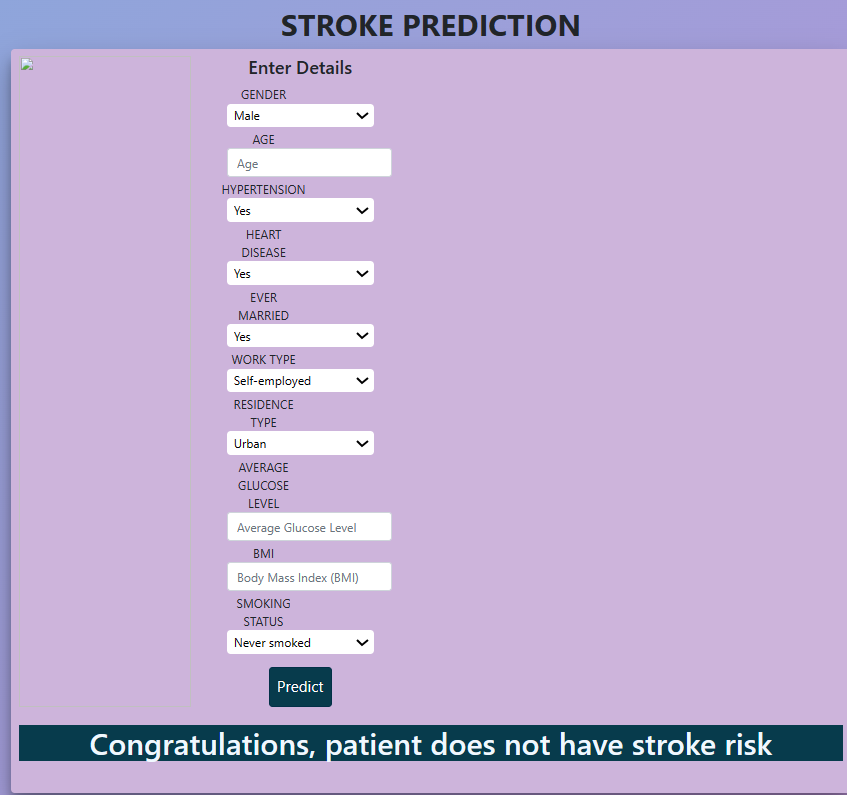 STROKE PREDICTION
Enter Details
GENDER
Male
AGE
Age
HYPERTENSION
Yes
HEART
DISEASE
Yes
EVER
MARRIED
Yes
WORK TYPE
Self-employed
RESIDENCE
TYPE
Urban
AVERAGE
GLUCOSE
LEVEL
Average Glucose Level
BMI
Body Mass Index (BMI)
SMOKING
STATUS
Never smoked
Predict
Congratulations, patient does not have stroke risk